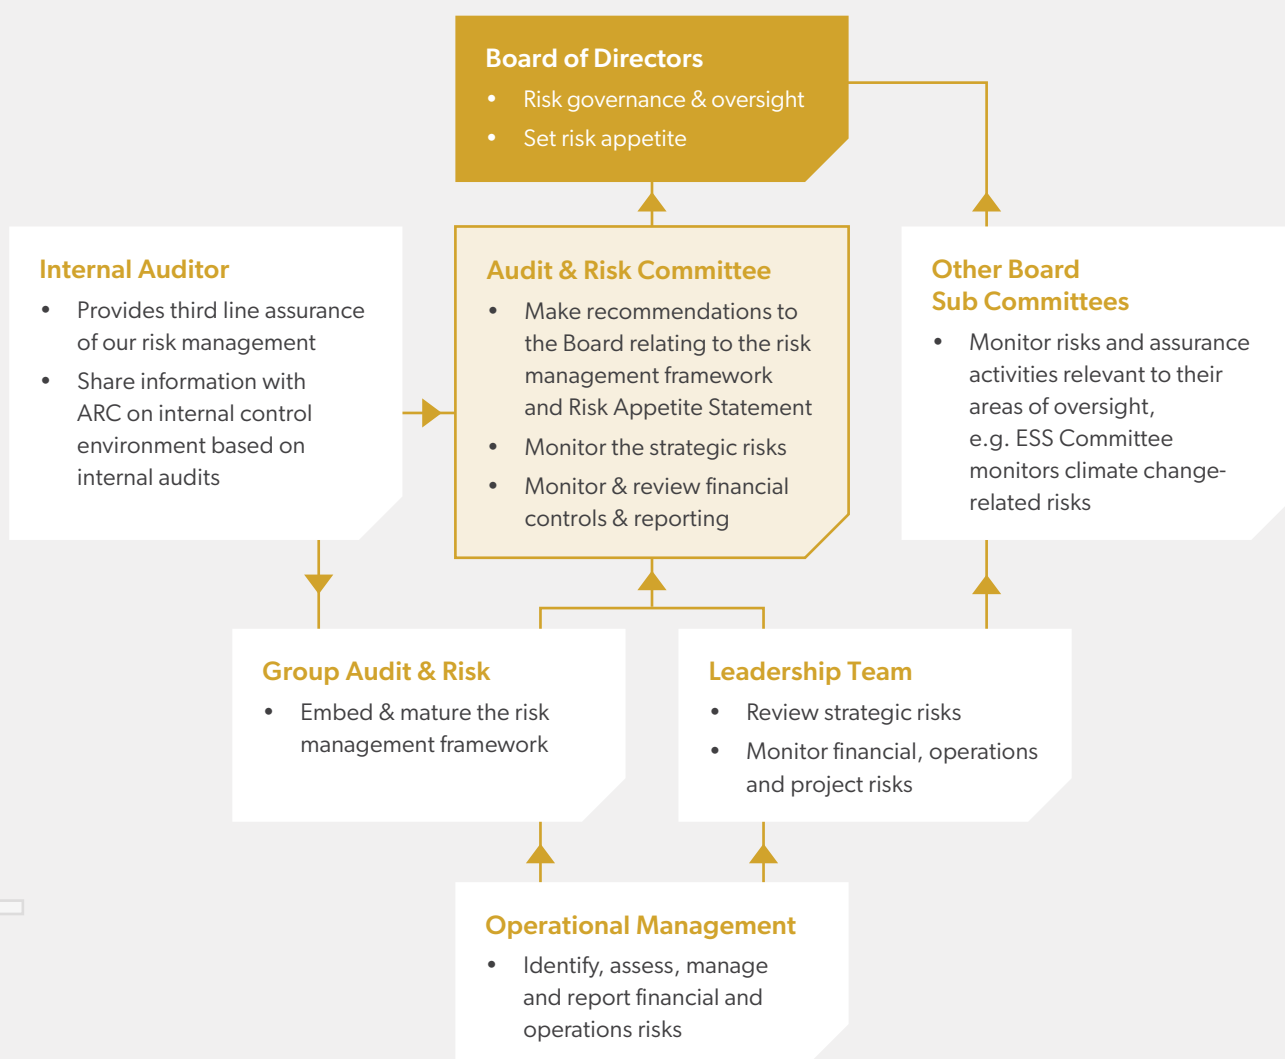 Board of Directors
• Risk governance & oversight
• Set risk appetite
Internal Auditor
• Provides third line assurance
of our risk management
• Share information with
ARC on internal control
environment based on
internal audits
Audit & Risk Committee
• Make recommendations to
the Board relating to the risk
management framework
and Risk Appetite Statement
• Monitor the strategic risks
• Monitor & review financial
controls & reporting
Other Board
Sub Committees
• Monitor risks and assurance
activities relevant to their
areas of oversight,
e.g. ESS Committee
monitors climate change-
related risks
Group Audit & Risk
• Embed & mature the risk
management framework
Leadership Team
• Review strategic risks
• Monitor financial, operations
and project risks
Operational Management
• Identify, assess, manage
and report financial and
operations risks